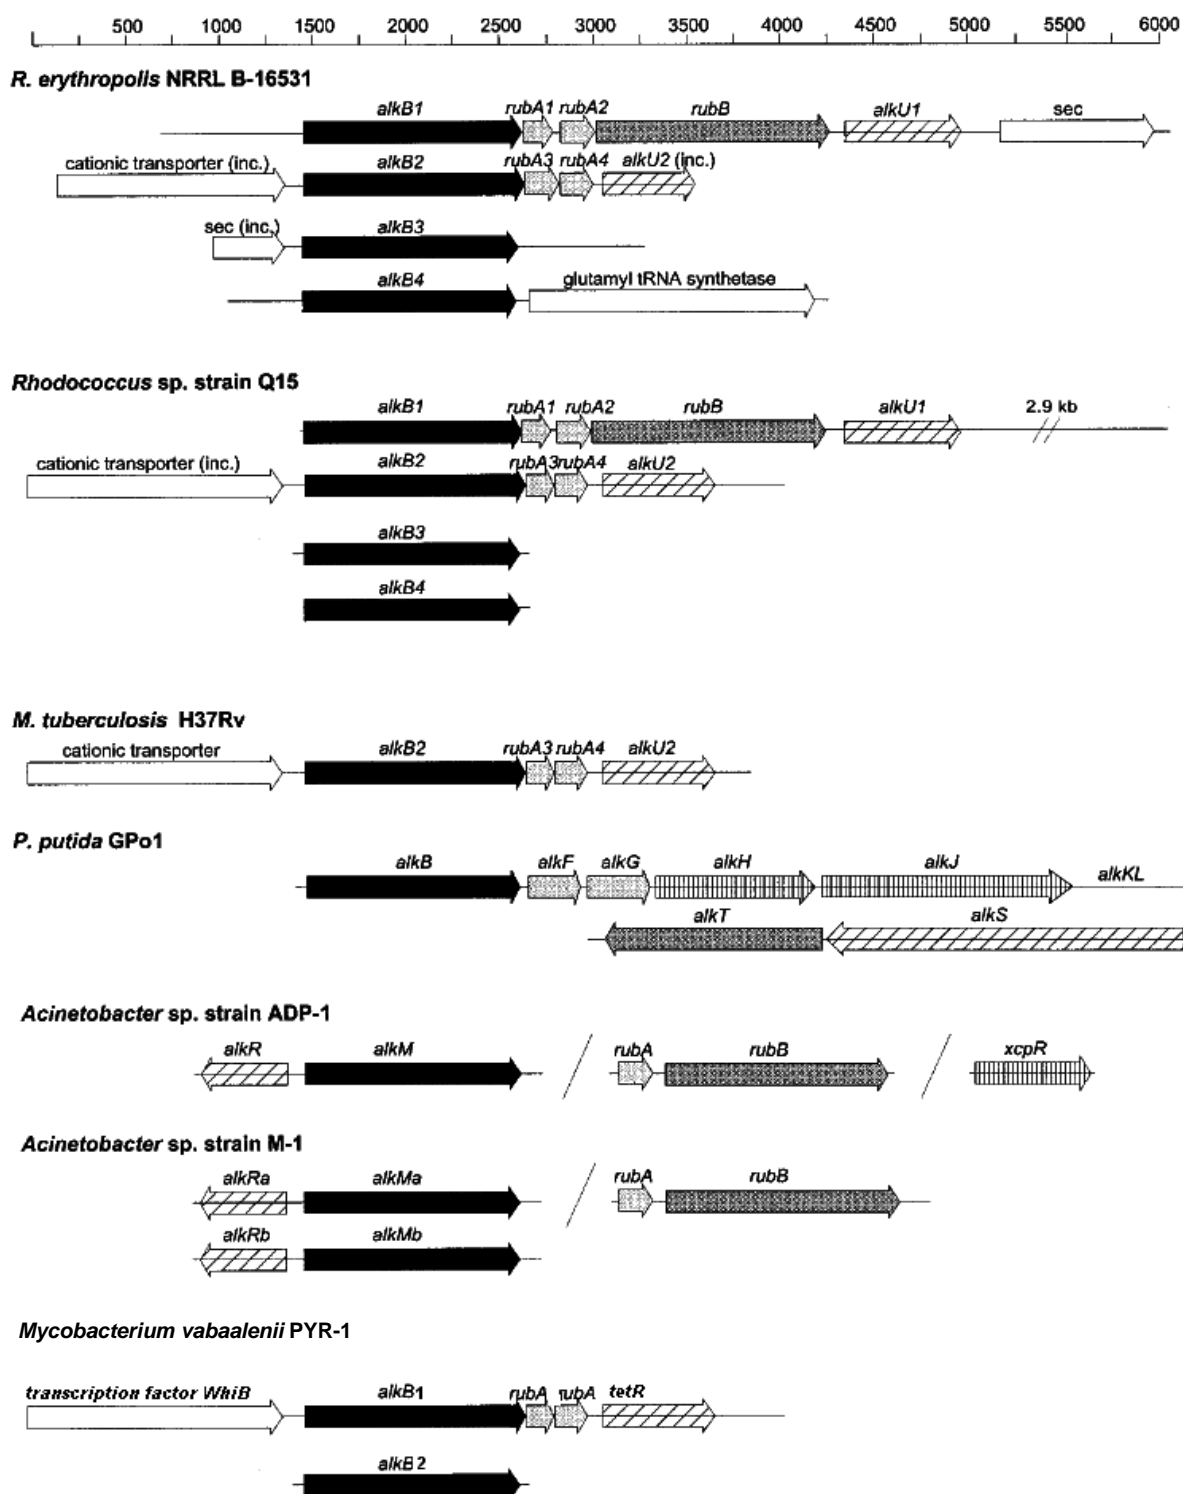 500 1000 1500 2000 2500 3000 3500 4000 4500 5000 5500 6000
R. erythropolis NRRL B-16531
alkB1 rubA1 rubA2 rubB alkU1 sec
cationic transporter (inc.) alkB2 rubA3 rubA4 alkU2 (inc.)
sec (inc.) alkB3
alkB4 glutamyl tRNA synthetase
Rhodococcus sp. strain Q15
alkB1 rubA1 rubA2 rubB alkU1 2.9 kb
cationic transporter (inc.) alkB2 rubA3 rubA4 alkU2
alkB3
alkB4
M. tuberculosis H37Rv
cationic transporter alkB2 rubA3 rubA4 alkU2
P. putida GPo1
alkB alkF alkG alkH alkJ alkKL
alkT alkS
Acinetobacter sp. strain ADP-1
alkR alkM rubA rubB xcpR
Acinetobacter sp. strain M-1
alkRa alkMa rubA rubB
alkRb alkMb
Mycobacterium vabaalenii PYR-1
transcription factor WhiB alkB1 rubA rubA tetR
alkB2